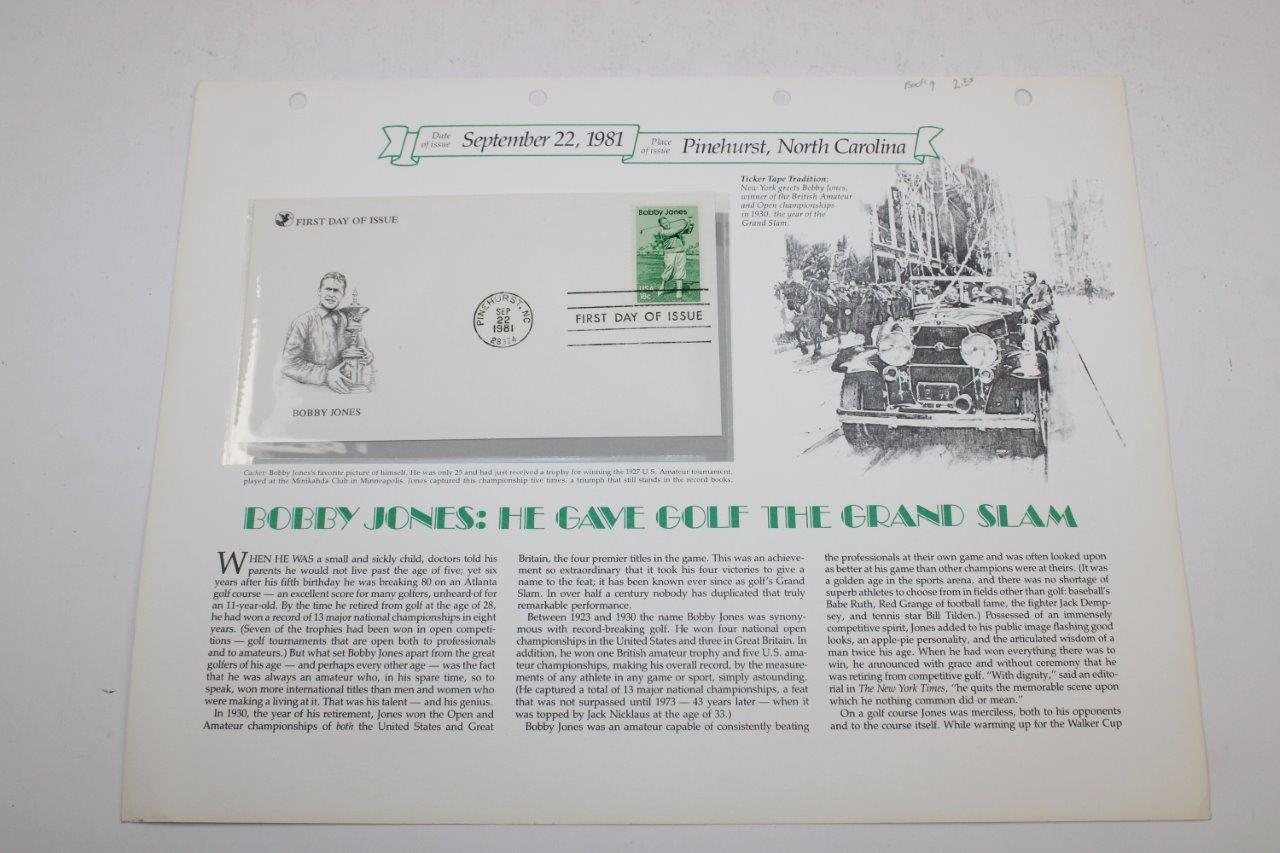 Book 9 2:33
Date of issue September 22, 1981 Place of issue Pinehurst, North Carolina
Ticker Tape Tradition:
New York greets Bobby Jones,
winner of the British Amateur
and Open championships
in 1930, the year of the
Grand Slam.
FIRST DAY OF ISSUE
Bobby Jones
USA
18c
PINEHURST, NC
SEP
22
1981
28374
FIRST DAY OF ISSUE
BOBBY JONES
Cachet: Bobby Jones's favorite picture of himself. He was only 25 and had just received a trophy for winning the 1927 U.S. Amateur tournament,
played at the Minikahda Club in Minneapolis. Jones captured this championship five times, a triumph that still stands in the record books.
BOBBY JONES: HE GAVE GOLF THE GRAND SLAM
WHEN HE WAS a small and sickly child, doctors told his
parents he would not live past the age of five; yet six
years after his fifth birthday he was breaking 80 on an Atlanta
golf course — an excellent score for many golfers, unheard-of for
an 11-year-old. By the time he retired from golf at the age of 28,
he had won a record of 13 major national championships in eight
years. (Seven of the trophies had been won in open competi-
tions — golf tournaments that are open both to professionals
and to amateurs.) But what set Bobby Jones apart from the great
golfers of his age — and perhaps every other age — was the fact
that he was always an amateur who, in his spare time, so to
speak, won more international titles than men and women who
were making a living at it. That was his talent — and his genius.
In 1930, the year of his retirement, Jones won the Open and
Amateur championships of both the United States and Great
Britain, the four premier titles in the game. This was an achieve-
ment so extraordinary that it took his four victories to give a
name to the feat; it has been known ever since as golf's Grand
Slam. In over half a century nobody has duplicated that truly
remarkable performance.
Between 1923 and 1930 the name Bobby Jones was synony-
mous with record-breaking golf. He won four national open
championships in the United States and three in Great Britain. In
addition, he won one British amateur trophy and five U.S. ama-
teur championships, making his overall record, by the measure-
ments of any athlete in any game or sport, simply astounding.
(He captured a total of 13 major national championships, a feat
that was not surpassed until 1973 — 43 years later — when it
was topped by Jack Nicklaus at the age of 33.)
Bobby Jones was an amateur capable of consistently beating
the professionals at their own game and was often looked upon
as better at his game than other champions were at theirs. (It was
a golden age in the sports arena, and there was no shortage of
superb athletes to choose from in fields other than golf: baseball's
Babe Ruth, Red Grange of football fame, the fighter Jack Demp-
sey, and tennis star Bill Tilden.) Possessed of an immensely
competitive spirit, Jones added to his public image flashing good
looks, an apple-pie personality, and the articulated wisdom of a
man twice his age. When he had won everything there was to
win, he announced with grace and without ceremony that he
was retiring from competitive golf. "With dignity," said an edito-
rial in The New York Times, "he quits the memorable scene upon
which he nothing common did or mean."
On a golf course Jones was merciless, both to his opponents
and to the course itself. While warming up for the Walker Cup